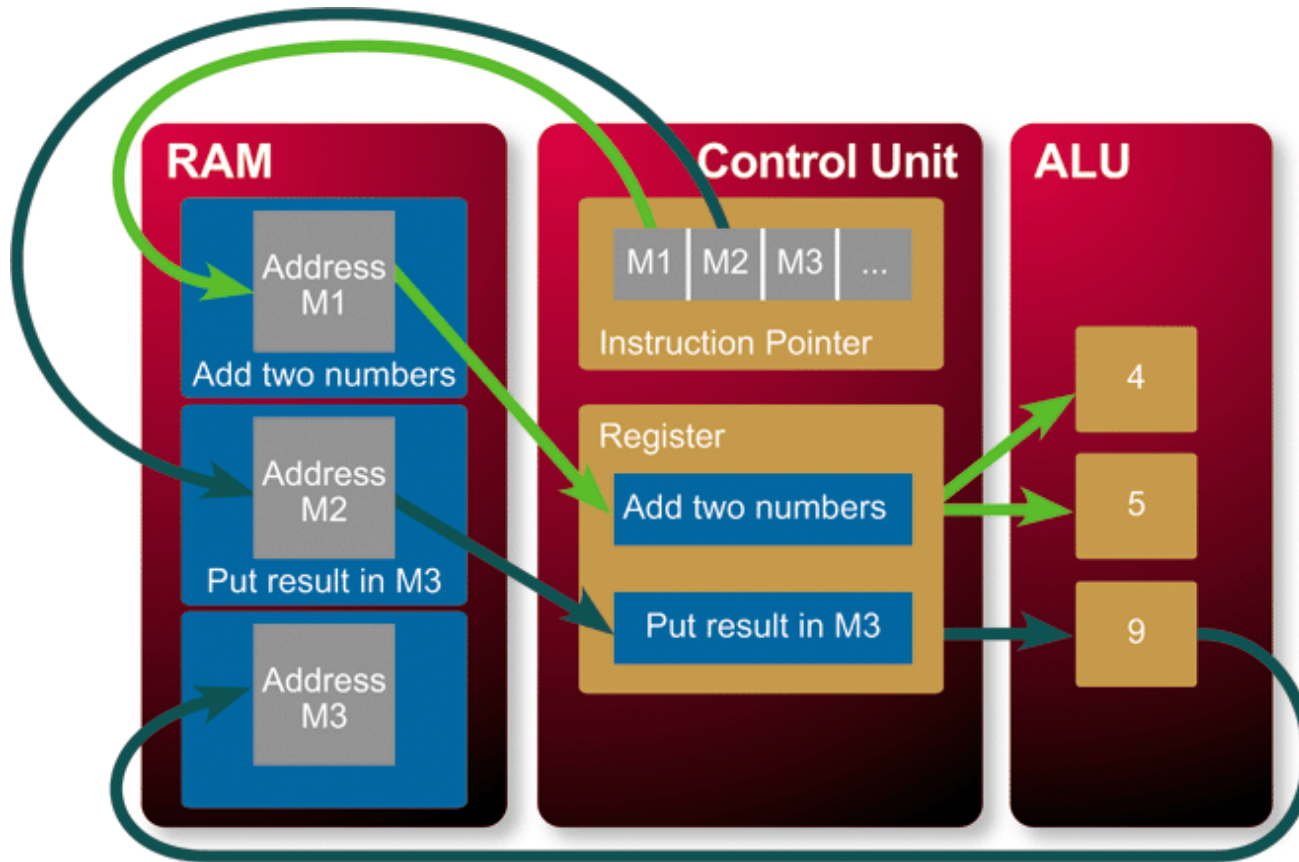 RAM
Address
M1
Add two numbers
Address
M2
Put result in M3
Address
M3
Control Unit
M1 M2 M3 ...
Instruction Pointer
Register
Add two numbers
Put result in M3
ALU
4
5
9